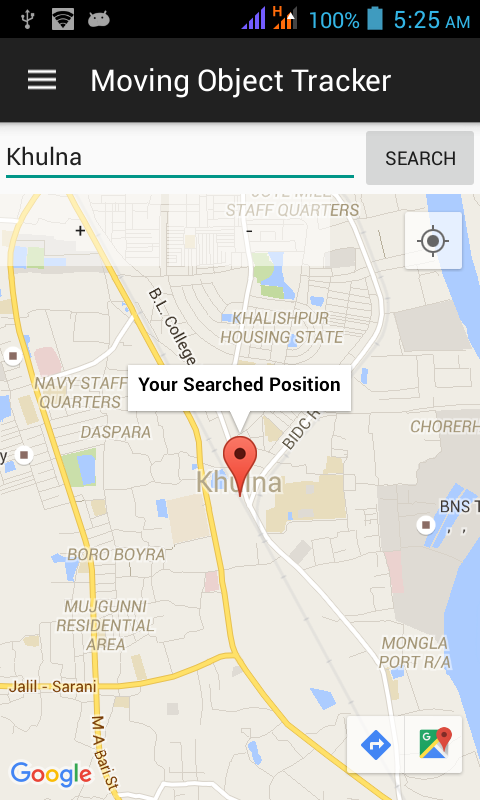 H
100%
5:25 AM
Moving Object Tracker
Khulna
SEARCH
STAFF QUARTERS
+
-
B.L. College
KHALISHPUR
HOUSING STATE
NAVY STAFF
QUARTERS
Your Searched Position
DASPARA
BIDC R
CHORERH
y
Khulna
BNS T
BORO BOYRA
MUJGUNNI
RESIDENTIAL
AREA
MONGLA
PORT R/A
Jalil - Sarani
M A Bari St
Google
G